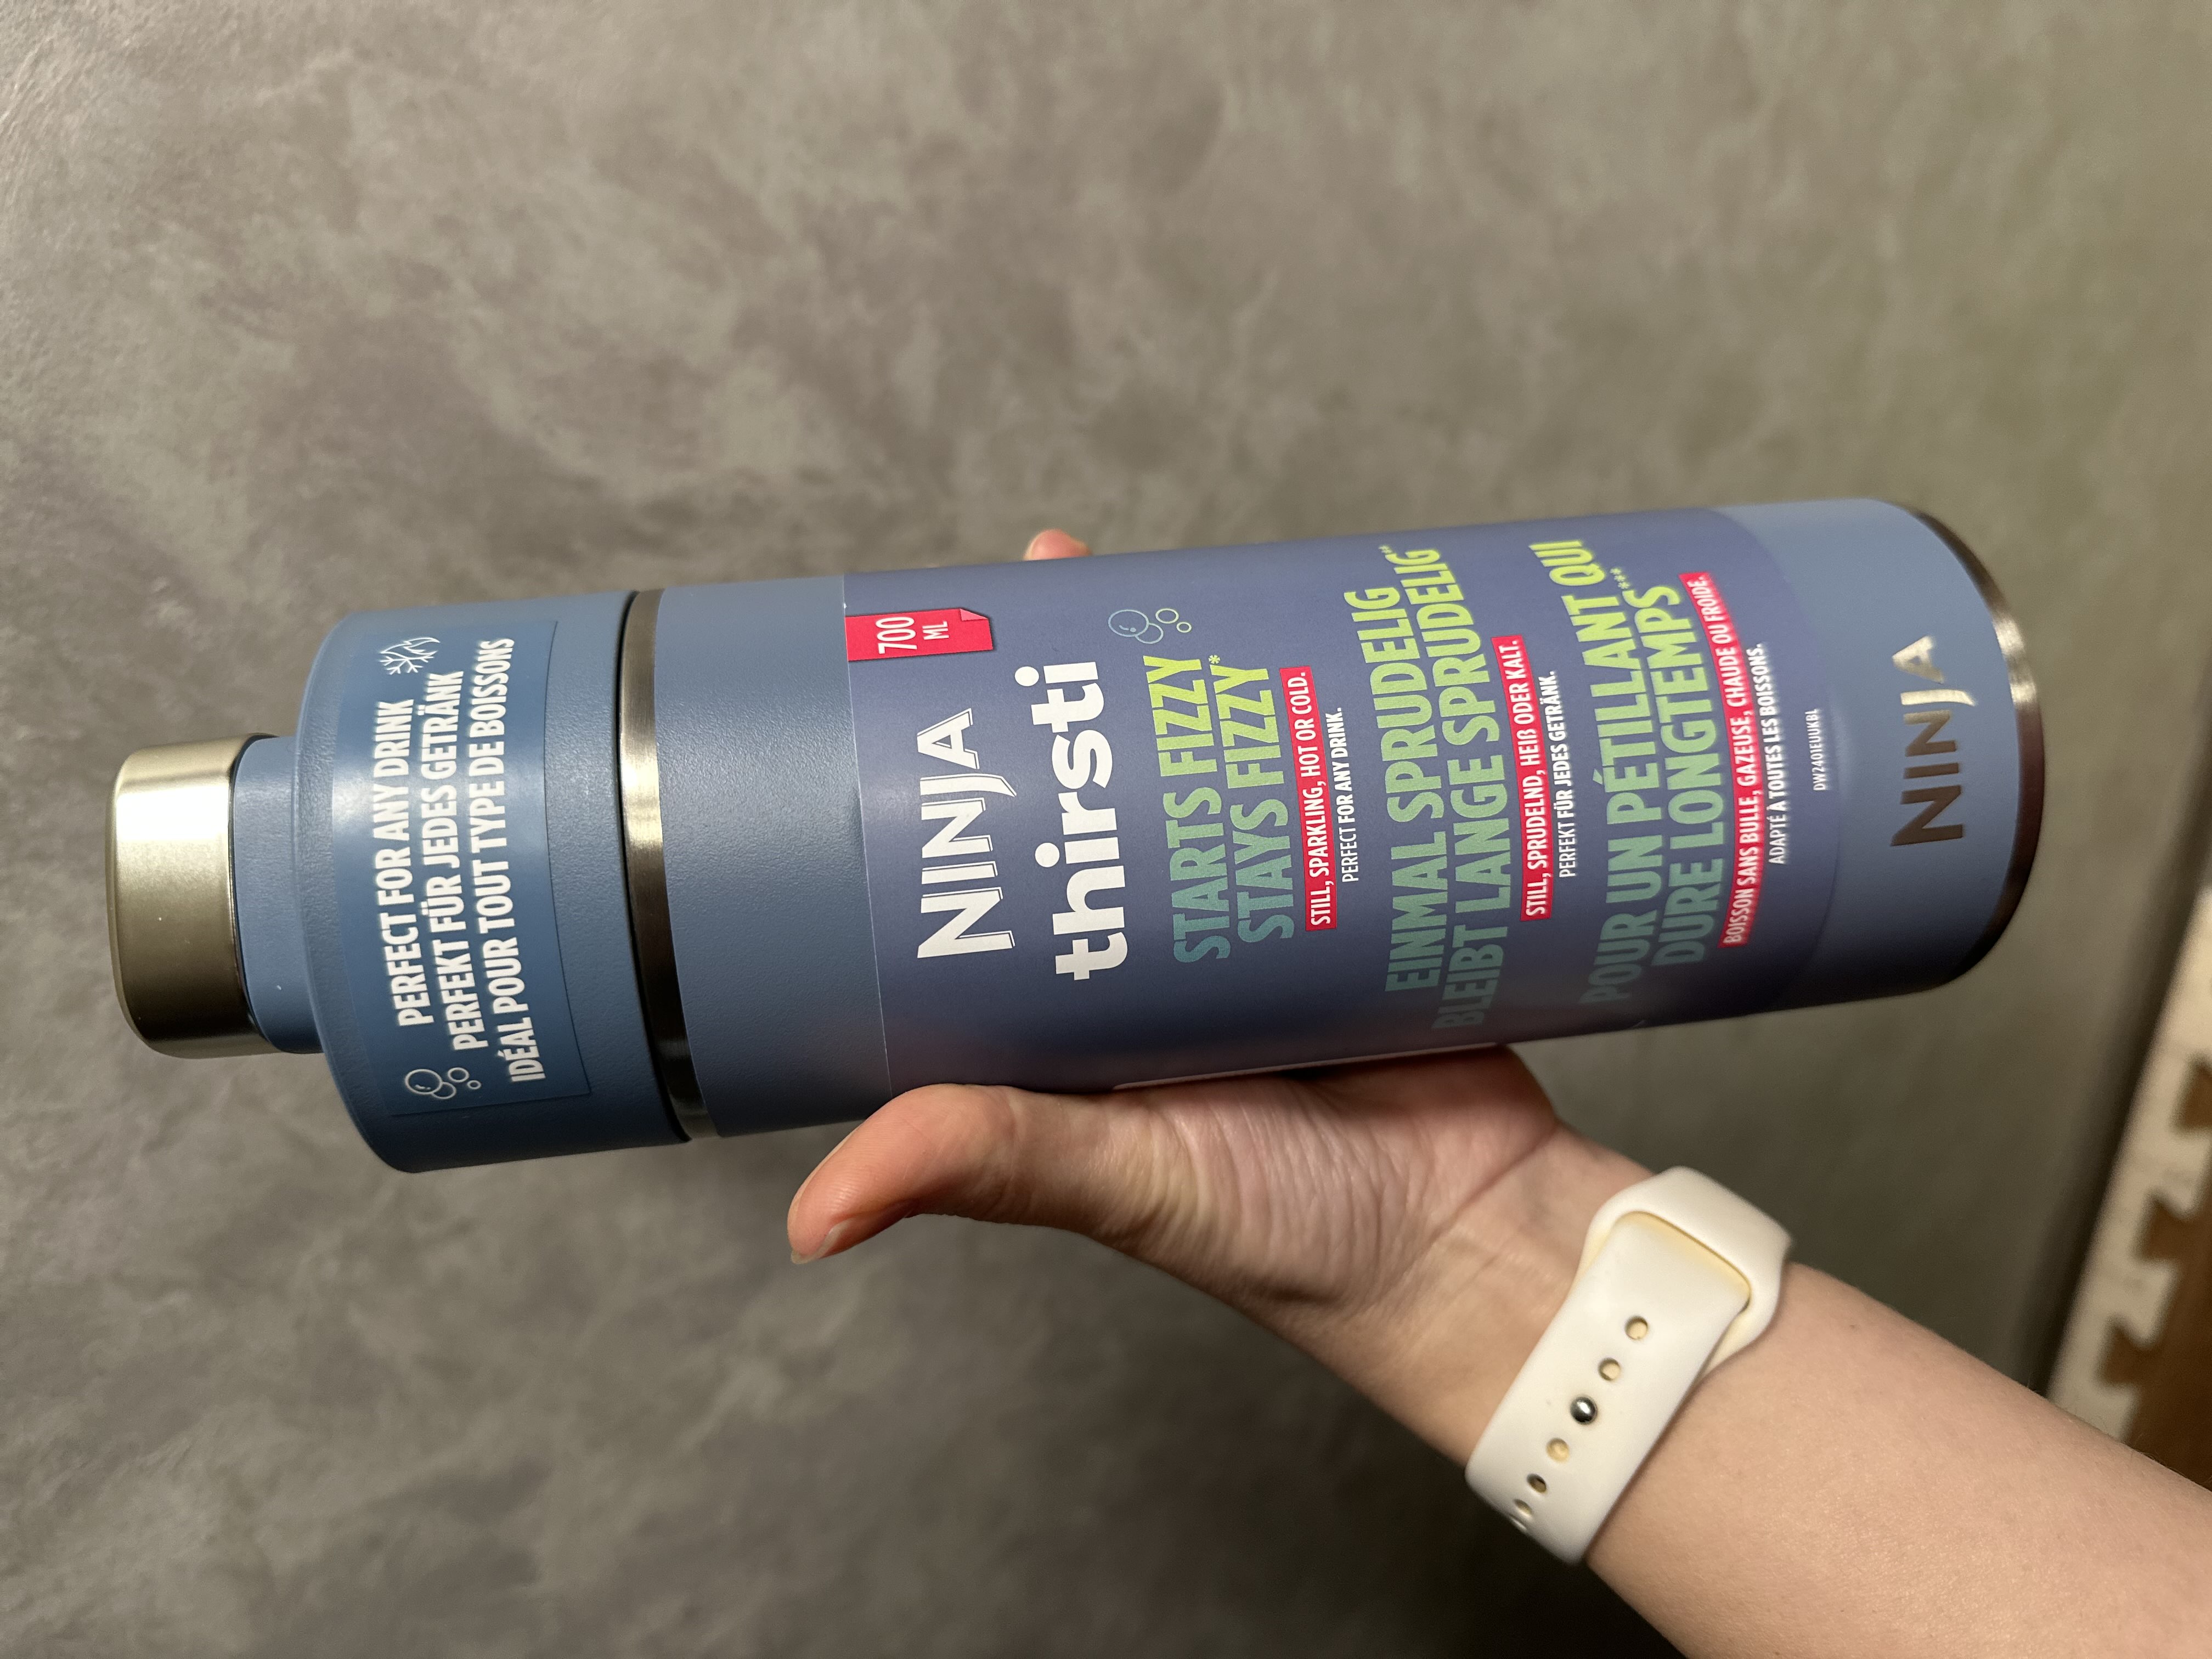 PERFECT FOR ANY DRINK
PERFEKT FÜR JEDES GETRÄNK
IDÉAL POUR TOUT TYPE DE BOISSONS
700
ML
NINJA
thirsti
STARTS FIZZY
STAYS FIZZY*
STILL, SPARKLING, HOT OR COLD.
PERFECT FOR ANY DRINK.
EINMAL SPRUDELIG
BLEIBT LANGE SPRUDELIG**
STILL, SPRUDELND, HEIẞ ODER KALT.
PERFEKT FÜR JEDES GETRÄNK.
POUR UN PÉTILLANT QUI
DURE LONGTEMPS***
BOISSON SANS BULLE, GAZEUSE, CHAUDE OU FROIDE.
ADAPTÉ À TOUTES LES BOISSONS.
DW2401EUUKBL
NINJA